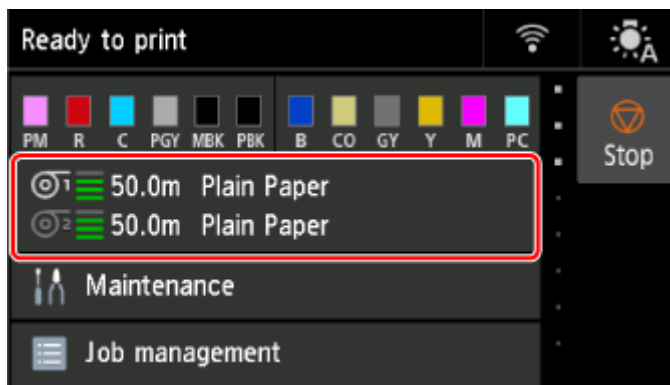 Ready to print
A
PM R C PGY MBK PBK B CO GY Y M PC
Stop
1 50.0m Plain Paper
2 50.0m Plain Paper
Maintenance
Job management